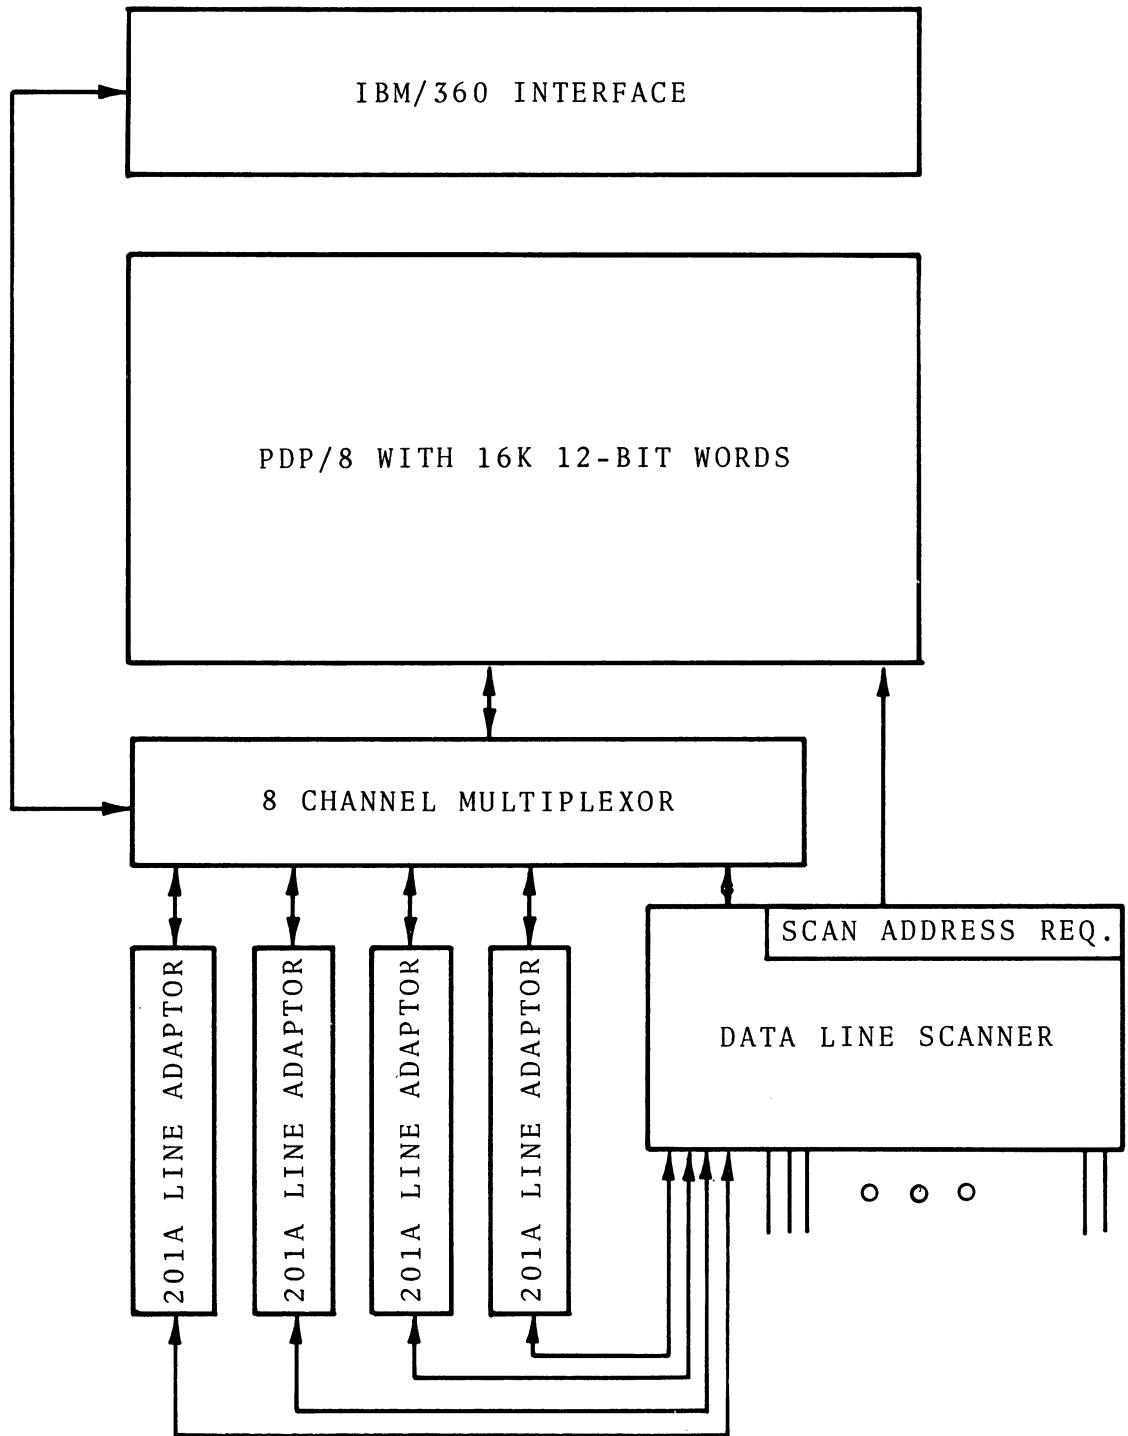 IBM/360 INTERFACE
PDP/8 WITH 16K 12-BIT WORDS
8 CHANNEL MULTIPLEXOR
SCAN ADDRESS REQ.
DATA LINE SCANNER
201A LINE ADAPTOR
201A LINE ADAPTOR
201A LINE ADAPTOR
201A LINE ADAPTOR